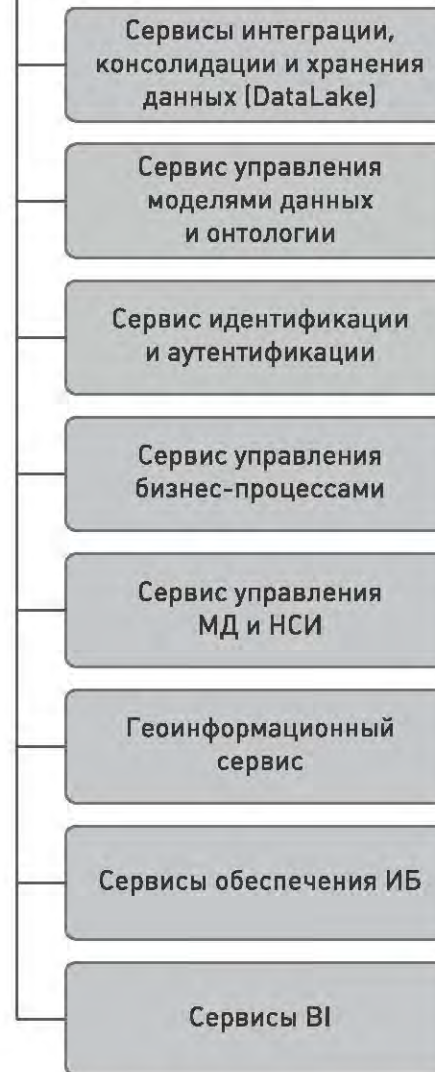 Сервисы интеграции,
консолидации и хранения
данных (DataLake)
Сервис управления
моделями данных
и онтологии
Сервис идентификации
и аутентификации
Сервис управления
бизнес-процессами
Сервис управления
МД и НСИ
Геоинформационный
сервис
Сервисы обеспечения ИБ
Сервисы BI